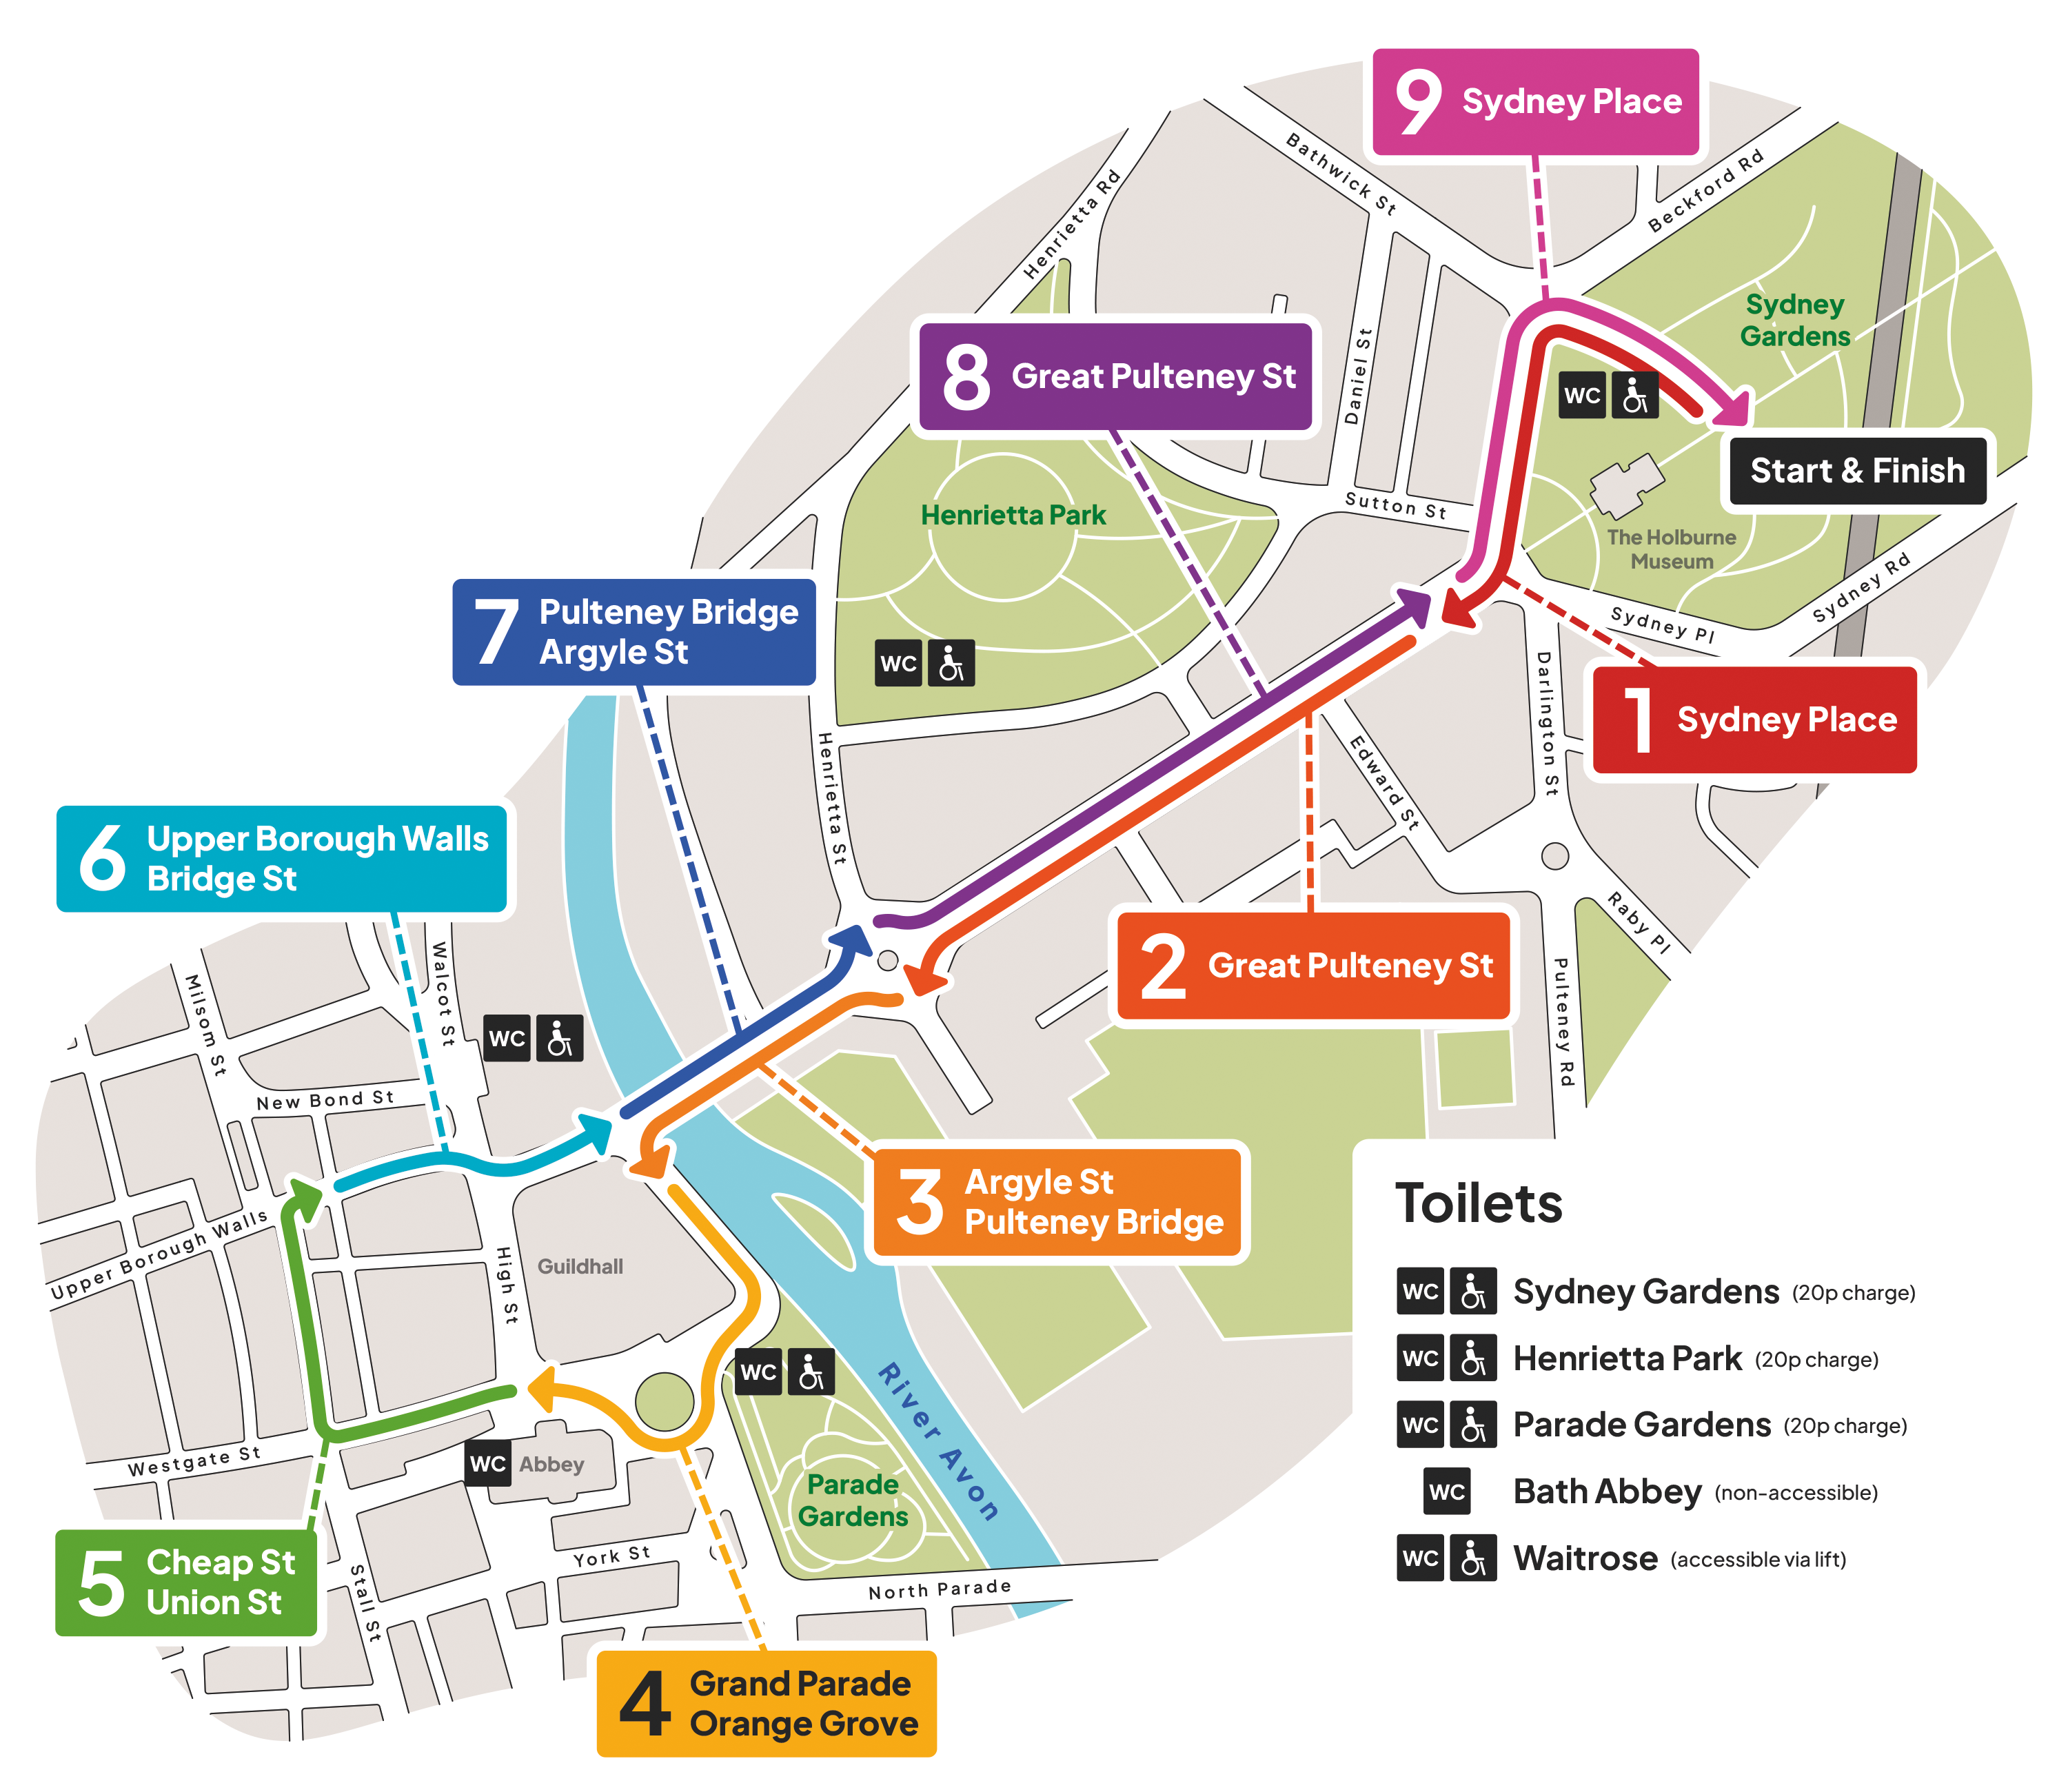 9 Sydney Place
Bathwick St
Beckford Rd
Henrietta Rd
Sydney
Gardens
8 Great Pulteney St
Daniel St
WC
Start & Finish
Henrietta Park
Sutton St
The Holburne
Museum
7 Pulteney Bridge
Argyle St
Sydney Rd
Sydney Pl
WC
Darlington St
1 Sydney Place
Henrietta St
Edward St
6 Upper Borough Walls
Bridge St
Raby Pl
2 Great Pulteney St
Walcot St
Milsom St
Pulteney Rd
WC
New Bond St
3 Argyle St
Pulteney Bridge
Upper Borough Walls
High St
Guildhall
WC
River Avon
Westgate St
WC
Abbey
Parade
Gardens
5 Cheap St
Union St
York St
Stall St
North Parade
4 Grand Parade
Orange Grove
Toilets
WC Sydney Gardens (20p charge)
WC Henrietta Park (20p charge)
WC Parade Gardens (20p charge)
WC Bath Abbey (non-accessible)
WC Waitrose (accessible via lift)